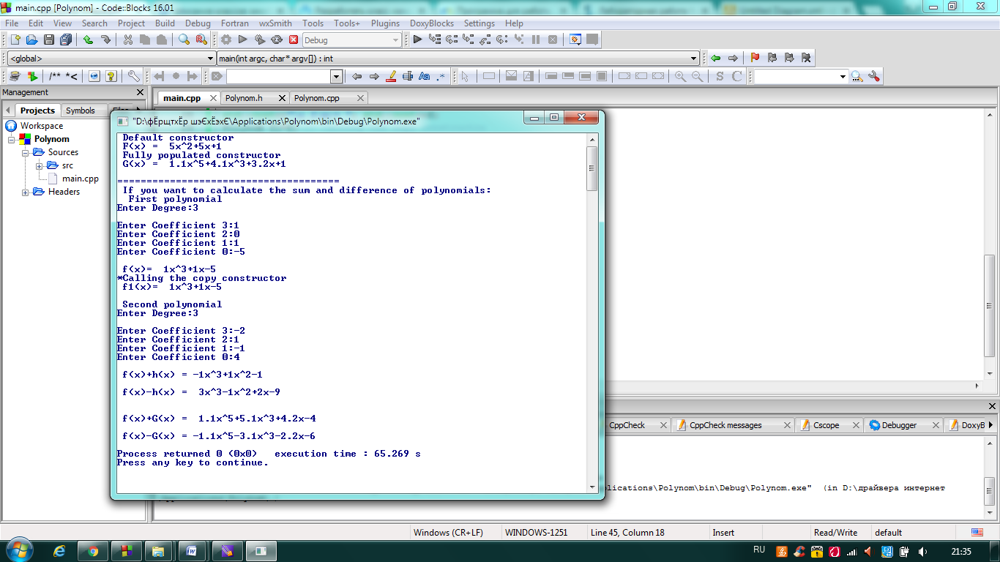 main.cpp [Polynom] - Code::Blocks 16.01
File Edit View Search Project Build Debug Fortran wxSmith Tools Tools+ Plugins DoxyBlocks Settings Help
Debug
<global> main(int argc, char* argv[]) : int
/** *< Aa .* S C
Management
main.cpp Polynom.h Polynom.cpp
Projects Symbols Files
Workspace
Polynom
Sources
src
main.cpp
Headers
"D:\фЁрщтхЁр шэЄхЁэхЄ\Applications\Polynom\bin\Debug\Polynom.exe"
Default constructor
F(x) = 5x^2+5x+1
Fully populated constructor
G(x) = 1.1x^5+4.1x^3+3.2x+1
======================================
If you want to calculate the sum and difference of polynomials:
First polynomial
Enter Degree:3
Enter Coefficient 3:1
Enter Coefficient 2:0
Enter Coefficient 1:1
Enter Coefficient 0:-5
f(x)= 1x^3+1x-5
*Calling the copy constructor
f1(x)= 1x^3+1x-5
Second polynomial
Enter Degree:3
Enter Coefficient 3:-2
Enter Coefficient 2:1
Enter Coefficient 1:-1
Enter Coefficient 0:4
f(x)+h(x) = -1x^3+1x^2-1
f(x)-h(x) = 3x^3-1x^2+2x-9
f(x)+G(x) = 1.1x^5+5.1x^3+4.2x-4
f(x)-G(x) = -1.1x^5-3.1x^3-2.2x-6
Process returned 0 (0x0) execution time : 65.269 s
Press any key to continue.
CppCheck CppCheck messages Cscope Debugger DoxyB
plications\Polynom\bin\Debug\Polynom.exe" (in D:\драйвера интернет
Windows (CR+LF) WINDOWS-1251 Line 45, Column 18 Insert Read/Write default
RU 21:35